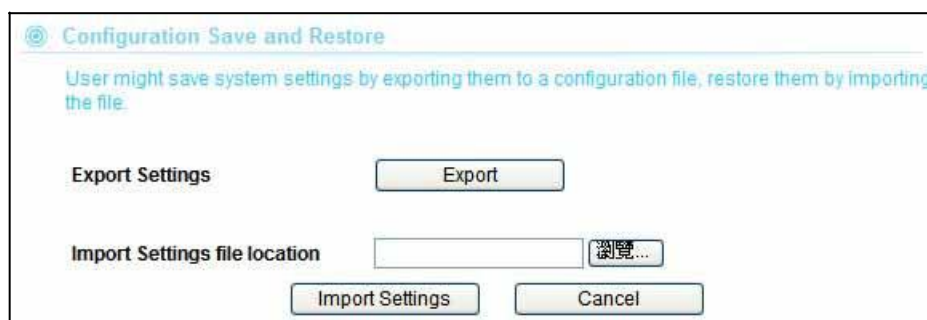 Configuration Save and Restore
User might save system settings by exporting them to a configuration file, restore them by importing
the file.
Export Settings Export
Import Settings file location 瀏覽...
Import Settings Cancel